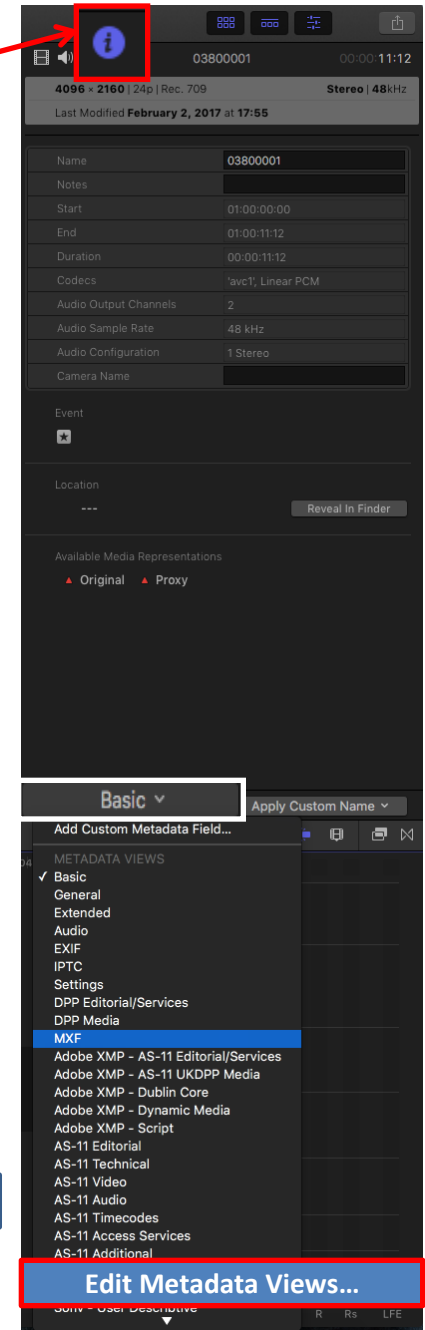 i
03800001 00:00:11:12
4096 × 2160 | 24p | Rec. 709 Stereo | 48kHz
Last Modified February 2, 2017 at 17:55
Name 03800001
Notes
Start 01:00:00:00
End 01:00:11:12
Duration 00:00:11:12
Codecs 'avc1', Linear PCM
Audio Output Channels 2
Audio Sample Rate 48 kHz
Audio Configuration 1 Stereo
Camera Name
Event
Location
--- Reveal In Finder
Available Media Representations
Original Proxy
Basic Apply Custom Name
Add Custom Metadata Field...
METADATA VIEWS
✓ Basic
General
Extended
Audio
EXIF
IPTC
Settings
DPP Editorial/Services
DPP Media
MXF
Adobe XMP - AS-11 Editorial/Services
Adobe XMP - AS-11 UKDPP Media
Adobe XMP - Dublin Core
Adobe XMP - Dynamic Media
Adobe XMP - Script
AS-11 Editorial
AS-11 Technical
AS-11 Video
AS-11 Audio
AS-11 Timecodes
AS-11 Access Services
AS-11 Additional
Edit Metadata Views…
Sony - User Descriptive
R Rs LFE